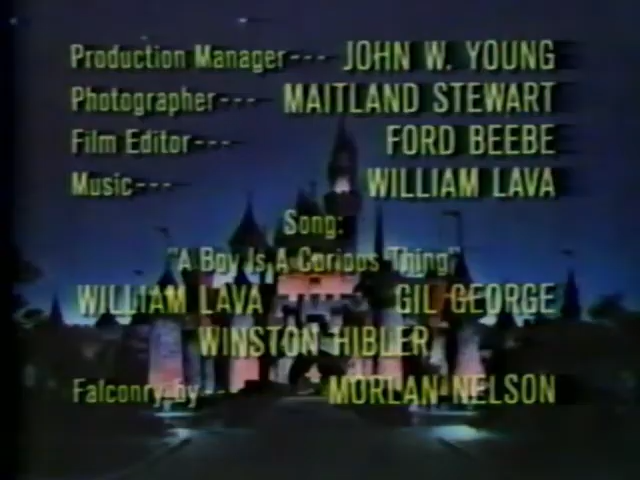 Production Manager--- JOHN W. YOUNG
Photographer--- MAITLAND STEWART
Film Editor--- FORD BEEBE
Music--- WILLIAM LAVA
Song:
"A Boy Is A Curious Thing"
WILLIAM LAVA ------ GIL GEORGE
WINSTON HIBLER
Falconry by--- MORLAN NELSON